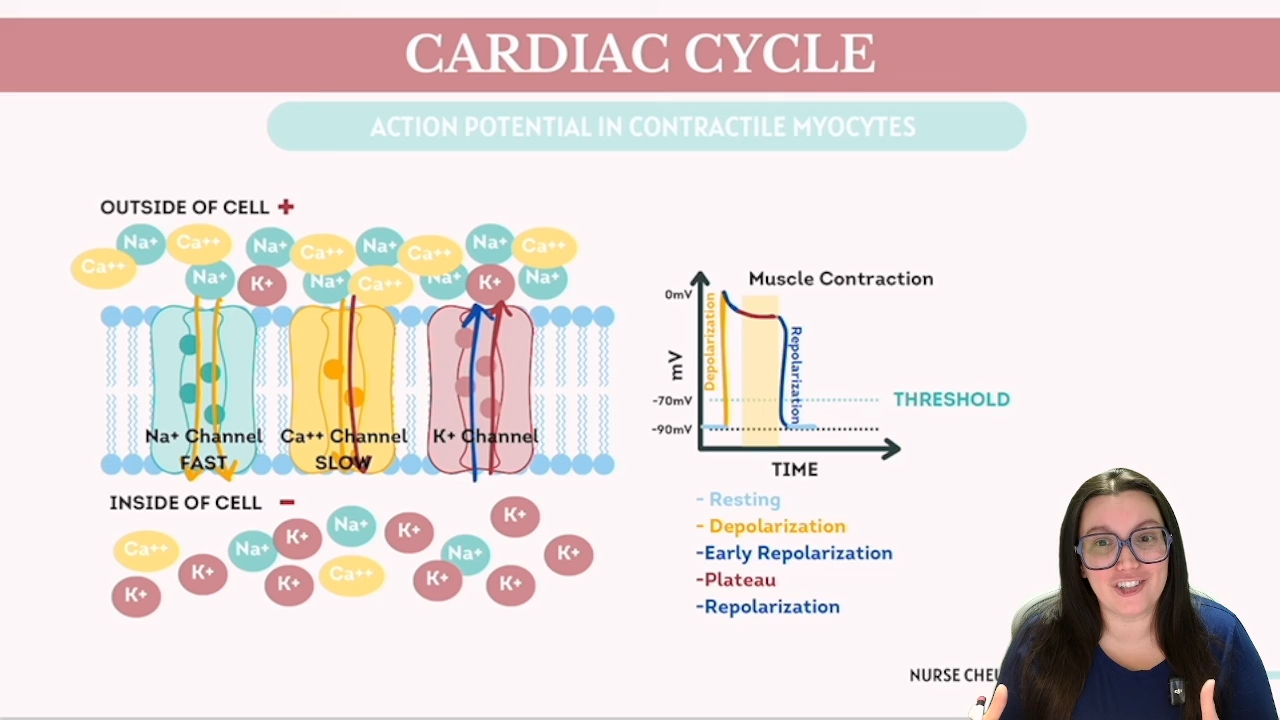 CARDIAC CYCLE
ACTION POTENTIAL IN CONTRACTILE MYOCYTES
OUTSIDE OF CELL +
Na+ Ca++ Na+ Ca++ Na+ Ca++ Na+ Ca++
Ca++ Na+ K+ Na+ Ca++ Na+ K+ Na+
Na+ Channel Ca++ Channel K+ Channel
FAST SLOW
INSIDE OF CELL -
Ca++ Na+ K+ Na+ K+ Na+ K+ K+
K+ K+ K+ Ca++ K+ K+
Muscle Contraction
0mV
Depolarization
Repolarization
mV
-70mV
THRESHOLD
-90mV
TIME
- Resting
- Depolarization
-Early Repolarization
-Plateau
-Repolarization
NURSE